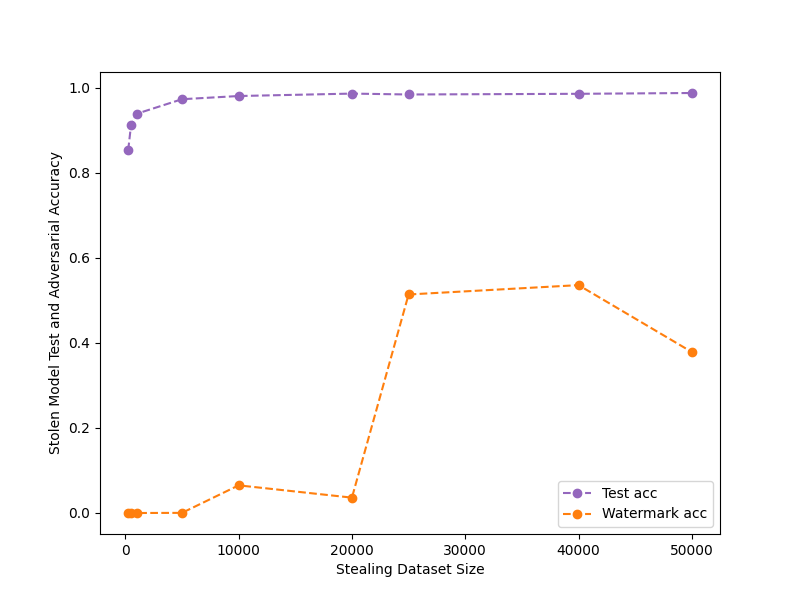 Stolen Model Test and Adversarial Accuracy
1.0
0.8
0.6
0.4
0.2
0.0
0 10000 20000 30000 40000 50000
Stealing Dataset Size
Test acc
Watermark acc